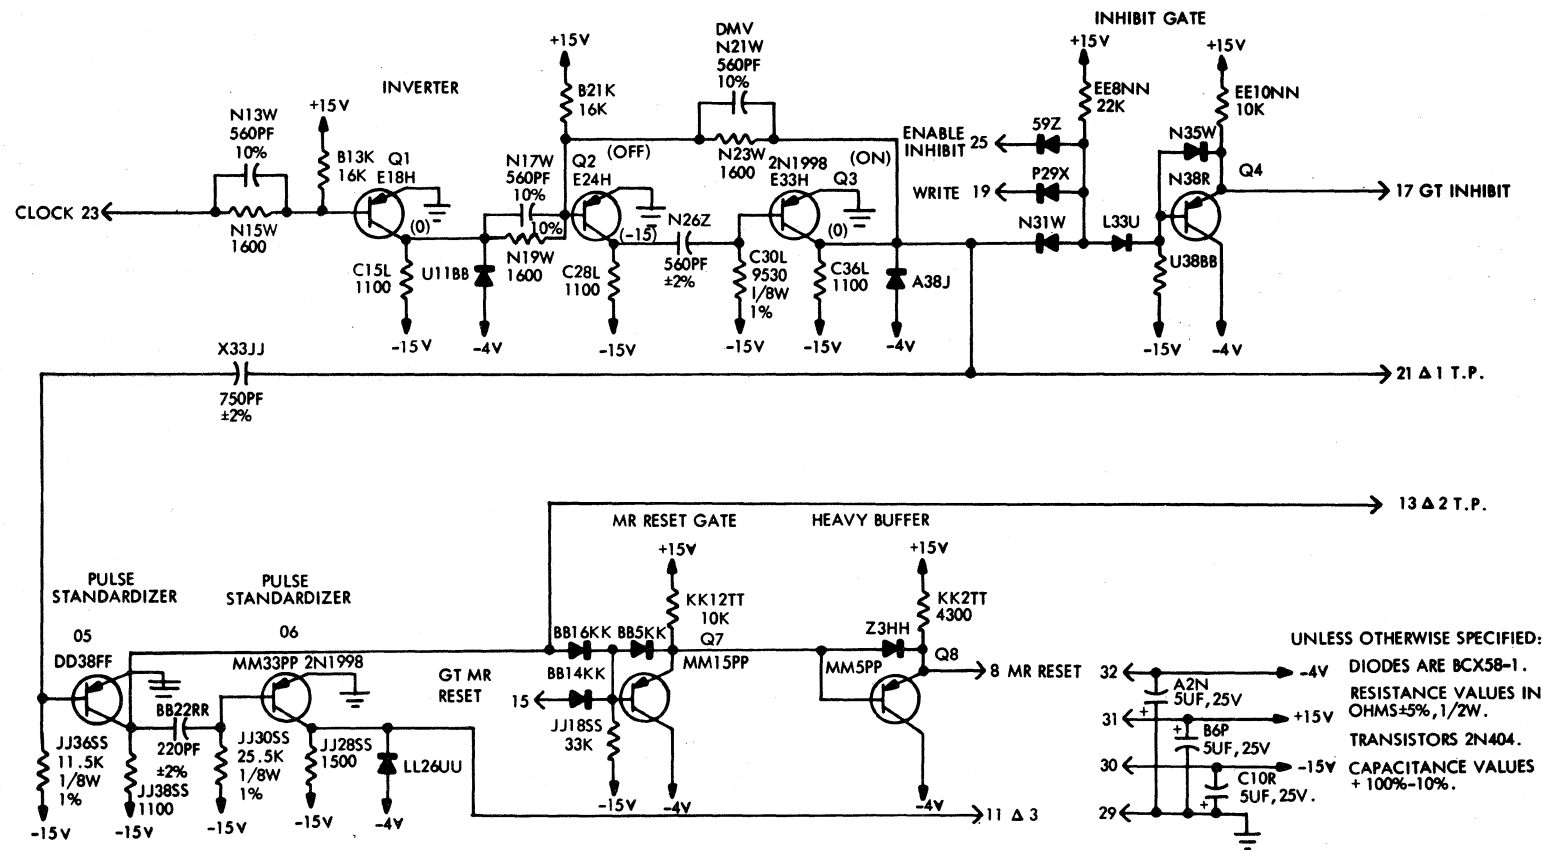 INHIBIT GATE
DMV
N21W
560PF
10%
+15V
+15V
+15V
INVERTER
B21K
16K
EE8NN
22K
EE10NN
10K
N13W
560PF
10%
+15V
B13K
16K
Q1
E18H
N17W
560PF
10%
10%
Q2
E24H
(OFF)
N23W
1600
2N1998
E33H
(ON)
Q3
ENABLE
INHIBIT 25
59Z
N35W
Q4
WRITE 19
P29X
N38R
17 GT INHIBIT
CLOCK 23
N15W
1600
(0)
N19W
1600
(-15)
N26Z
560PF
±2%
(0)
N31W
L33U
C15L
1100
U11BB
C28L
1100
C30L
9530
1/8W
1%
C36L
1100
A38J
U38BB
-15V
-4V
-15V
-15V
-15V
-4V
-15V
-4V
X33JJ
750PF
±2%
21 Δ 1 T.P.
13 Δ 2 T.P.
MR RESET GATE
HEAVY BUFFER
+15V
+15V
PULSE
STANDARDIZER
PULSE
STANDARDIZER
KK12TT
10K
KK2TT
4300
05
DD38FF
06
MM33PP 2N1998
BB16KK
BB5KK
Q7
MM15PP
Z3HH
Q8
GT MR
RESET
BB14KK
15
MM5PP
8 MR RESET
BB22RR
220PF
±2%
JJ36SS
11.5K
1/8W
1%
JJ38SS
1100
JJ30SS
25.5K
1/8W
1%
JJ28SS
1500
LL26UU
JJ18SS
33K
-15V
-15V
-15V
-15V
-4V
-15V
-4V
-4V
11 Δ 3
32
-4V
A2N
5UF, 25V
+
31
+15V
+
B6P
5UF, 25V
30
-15V
C10R
5UF, 25V.
+
29
UNLESS OTHERWISE SPECIFIED:
DIODES ARE BCX58-1.
RESISTANCE VALUES IN
OHMS±5%, 1/2W.
TRANSISTORS 2N404.
CAPACITANCE VALUES
+ 100%-10%.